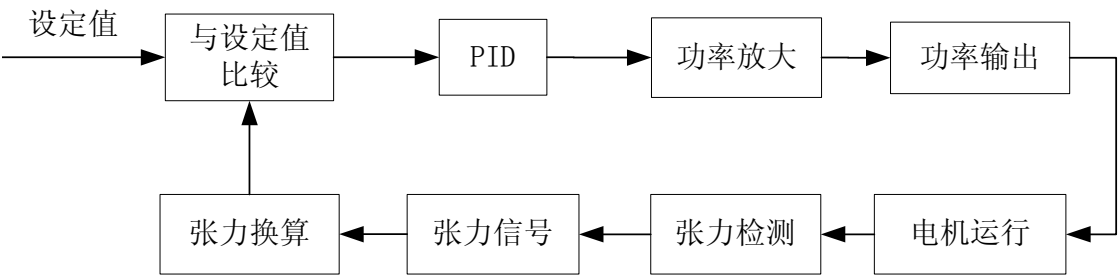 设定值
与设定值
比较
PID
功率放大
功率输出
张力换算
张力信号
张力检测
电机运行